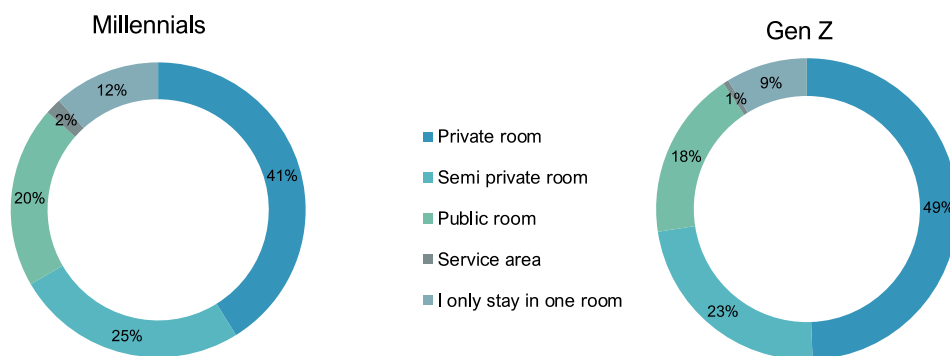 Millennials
Gen Z
12%
2%
20%
41%
25%
Private room
Semi private room
Public room
Service area
I only stay in one room
9%
1%
18%
49%
23%